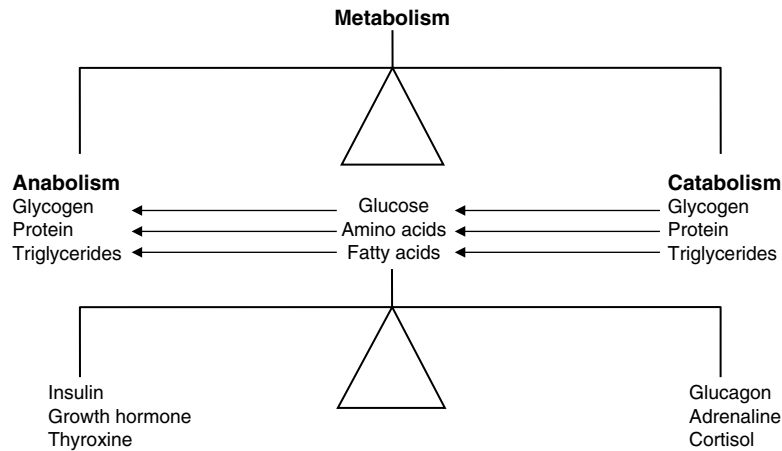 Metabolism
Anabolism
Glycogen
Protein
Triglycerides
Glucose
Amino acids
Fatty acids
Catabolism
Glycogen
Protein
Triglycerides
Insulin
Growth hormone
Thyroxine
Glucagon
Adrenaline
Cortisol